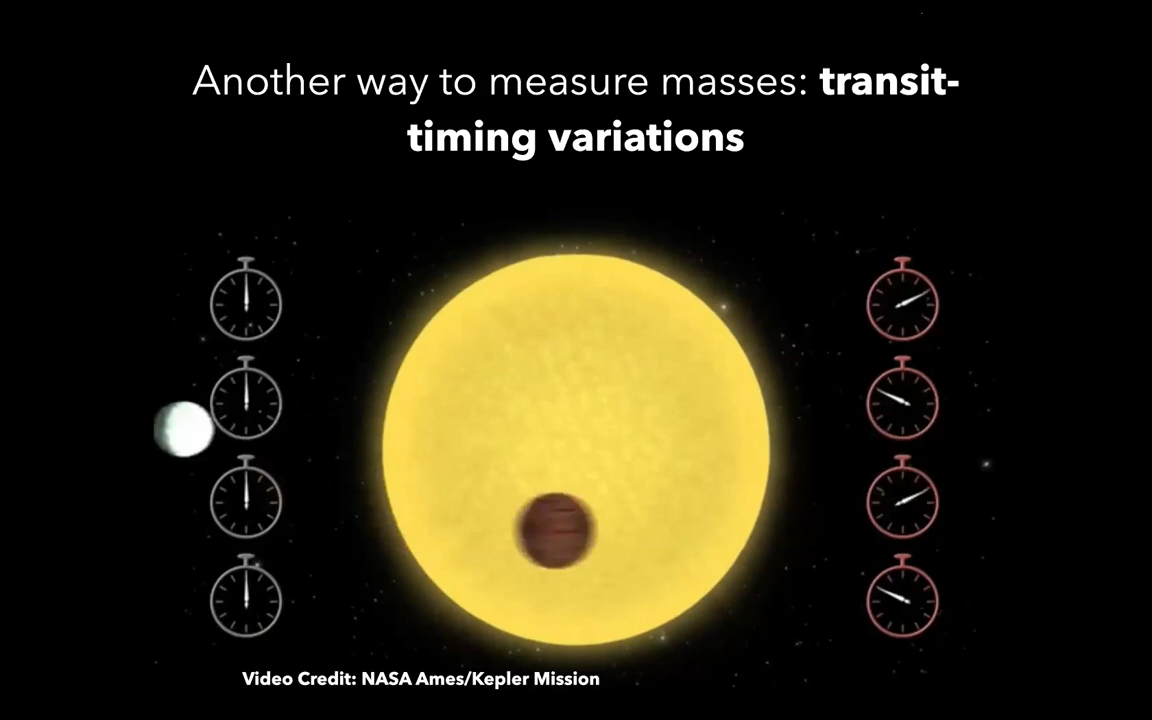 Another way to measure masses: transit-
timing variations
Video Credit: NASA Ames/Kepler Mission